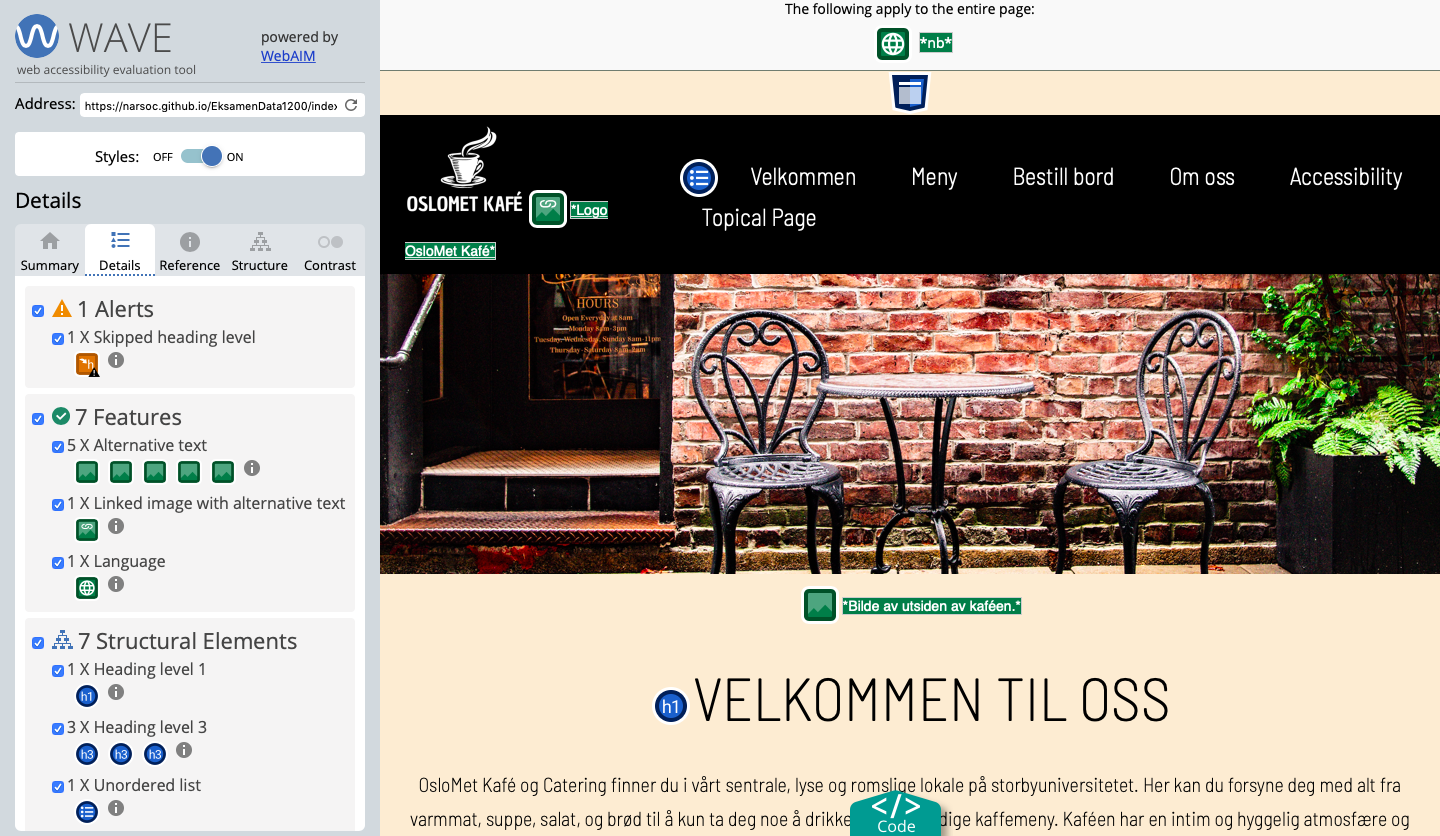 WAVE
web accessibility evaluation tool
powered by
WebAIM
Address: https://narsoc.github.io/EksamenData1200/index
Styles: OFF ON
Details
Summary Details Reference Structure Contrast
1 Alerts
1 X Skipped heading level
7 Features
5 X Alternative text
1 X Linked image with alternative text
1 X Language
7 Structural Elements
1 X Heading level 1
h1
3 X Heading level 3
h3 h3 h3
1 X Unordered list
The following apply to the entire page:
*nb*
OSLOMET KAFÉ
*Logo
OsloMet Kafé*
Velkommen Meny Bestill bord Om oss Accessibility
Topical Page
HOURS
Open Everyday at 8am
Monday 8am-3pm
Tuesday, Wednesday, Sunday 8am-11pm
Thursday-Saturday 8am-
*Bilde av utsiden av kaféen.*
h1 VELKOMMEN TIL OSS
OsloMet Kafé og Catering finner du i vårt sentrale, lyse og romslige lokale på storbyuniversitetet. Her kan du forsyne deg med alt fra
varmmat, suppe, salat, og brød til å kun ta deg noe å drikke dige kaffemeny. Kaféen har en intim og hyggelig atmosfære og
</> Code